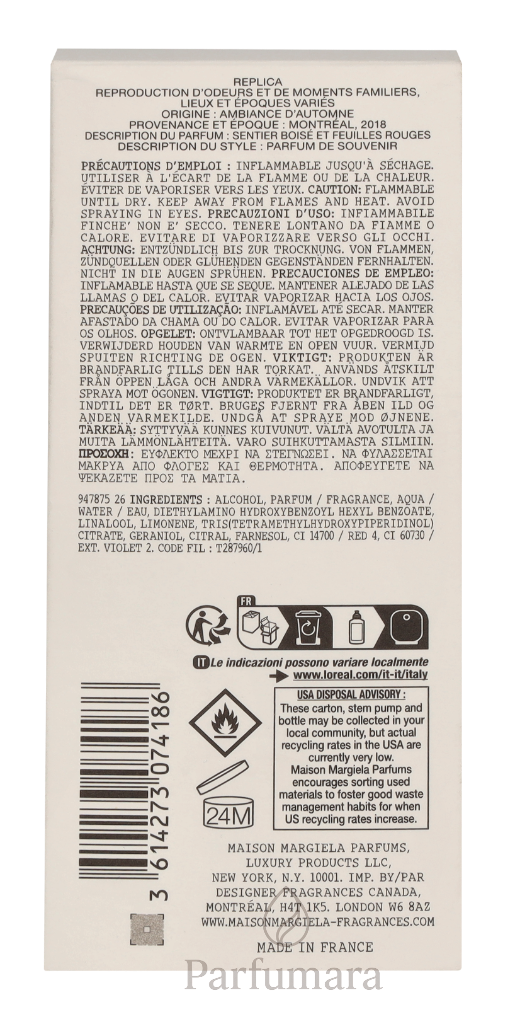 REPLICA
REPRODUCTION D'ODEURS ET DE MOMENTS FAMILIERS,
LIEUX ET ÉPOQUES VARIÉS
ORIGINE : AMBIANCE D'AUTOMNE
PROVENANCE ET ÉPOQUE : MONTRÉAL, 2018
DESCRIPTION DU PARFUM : SENTIER BOISÉ ET FEUILLES ROUGES
DESCRIPTION DU STYLE : PARFUM DE SOUVENIR
PRÉCAUTIONS D'EMPLOI : INFLAMMABLE JUSQU'À SÉCHAGE.
UTILISER À L'ÉCART DE LA FLAMME OU DE LA CHALEUR.
ÉVITER DE VAPORISER VERS LES YEUX. CAUTION: FLAMMABLE
UNTIL DRY. KEEP AWAY FROM FLAMES AND HEAT. AVOID
SPRAYING IN EYES. PRECAUZIONI D'USO: INFIAMMABILE
FINCHE' NON E' SECCO. TENERE LONTANO DA FIAMME O
CALORE. EVITARE DI VAPORIZZARE VERSO GLI OCCHI.
ACHTUNG: ENTZÜNDLICH BIS ZUR TROCKNUNG. VON FLAMMEN,
ZÜNDQUELLEN ODER GLÜHENDEN GEGENSTÄNDEN FERNHALTEN.
NICHT IN DIE AUGEN SPRÜHEN. PRECAUCIONES DE EMPLEO:
INFLAMABLE HASTA QUE SE SEQUE. MANTENER ALEJADO DE LAS
LLAMAS O DEL CALOR. EVITAR VAPORIZAR HACIA LOS OJOS.
PRECAUÇÕES DE UTILIZAÇÃO: INFLAMÁVEL ATÉ SECAR. MANTER
AFASTADO DA CHAMA OU DO CALOR. EVITAR VAPORIZAR PARA
OS OLHOS. OPGELET: ONTVLAMBAAR TOT HET OPGEDROOGD IS.
VERWIJDERD HOUDEN VAN WARMTE EN OPEN VUUR. VERMIJD
SPUITEN RICHTING DE OGEN. VIKTIGT: PRODUKTEN ÄR
BRANDFARLIG TILLS DEN HAR TORKAT. ANVÄNDS ÅTSKILT
FRÅN ÖPPEN LÅGA OCH ANDRA VÄRMEKÄLLOR. UNDVIK ATT
SPRAYA MOT ÖGONEN. VIGTIGT: PRODUKTET ER BRANDFARLIGT,
INDTIL DET ER TØRT. BRUGES FJERNT FRA ÅBEN ILD OG
ANDEN VARMEKILDE. UNDGÅ AT SPRAYE MOD ØJNENE.
TÄRKEÄÄ: SYTTYVÄÄ KUNNES KUIVUNUT. VÄLTÄ AVOTULTA JA
MUITA LÄMMÖNLÄHTEITÄ. VARO SUIHKUTTAMASTA SILMIIN.
ΠΡΟΣΟΧΗ: ΕΥΦΛΕΚΤΟ ΜΕΧΡΙ ΝΑ ΣΤΕΓΝΩΣΕΙ. ΝΑ ΦΥΛΑΣΣΕΤΑΙ
ΜΑΚΡΥΑ ΑΠΟ ΦΛΟΓΕΣ ΚΑΙ ΘΕΡΜΟΤΗΤΑ. ΑΠΟΦΕΥΓΕΤΕ ΝΑ
ΨΕΚΑΖΕΤΕ ΠΡΟΣ ΤΑ ΜΑΤΙΑ.
947875 26 INGREDIENTS : ALCOHOL, PARFUM / FRAGRANCE, AQUA /
WATER / EAU, DIETHYLAMINO HYDROXYBENZOYL HEXYL BENZOATE,
LINALOOL, LIMONENE, TRIS(TETRAMETHYLHYDROXYPIPERIDINOL)
CITRATE, GERANIOL, CITRAL, FARNESOL, CI 14700 / RED 4, CI 60730 /
EXT. VIOLET 2. CODE FIL : T287960/1
FR
IT Le indicazioni possono variare localmente
www.loreal.com/it-it/italy
USA DISPOSAL ADVISORY :
These carton, stem pump and
bottle may be collected in your
local community, but actual
recycling rates in the USA are
currently very low.
Maison Margiela Parfums
encourages sorting used
materials to foster good waste
management habits for when
US recycling rates increase.
24M
3 614273 074186
MAISON MARGIELA PARFUMS,
LUXURY PRODUCTS LLC,
NEW YORK, N.Y. 10001. IMP. BY/PAR
DESIGNER FRAGRANCES CANADA,
MONTRÉAL, H4T 1K5. LONDON W6 8AZ
WWW.MAISONMARGIELA-FRAGRANCES.COM
MADE IN FRANCE
Parfumara